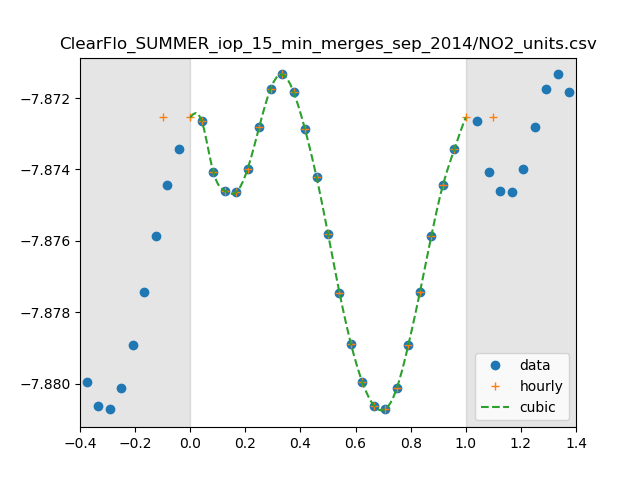 ClearFlo_SUMMER_iop_15_min_merges_sep_2014/NO2_units.csv
−7.872
−7.874
−7.876
−7.878
−7.880
data
hourly
cubic
−0.4 −0.2 0.0 0.2 0.4 0.6 0.8 1.0 1.2 1.4